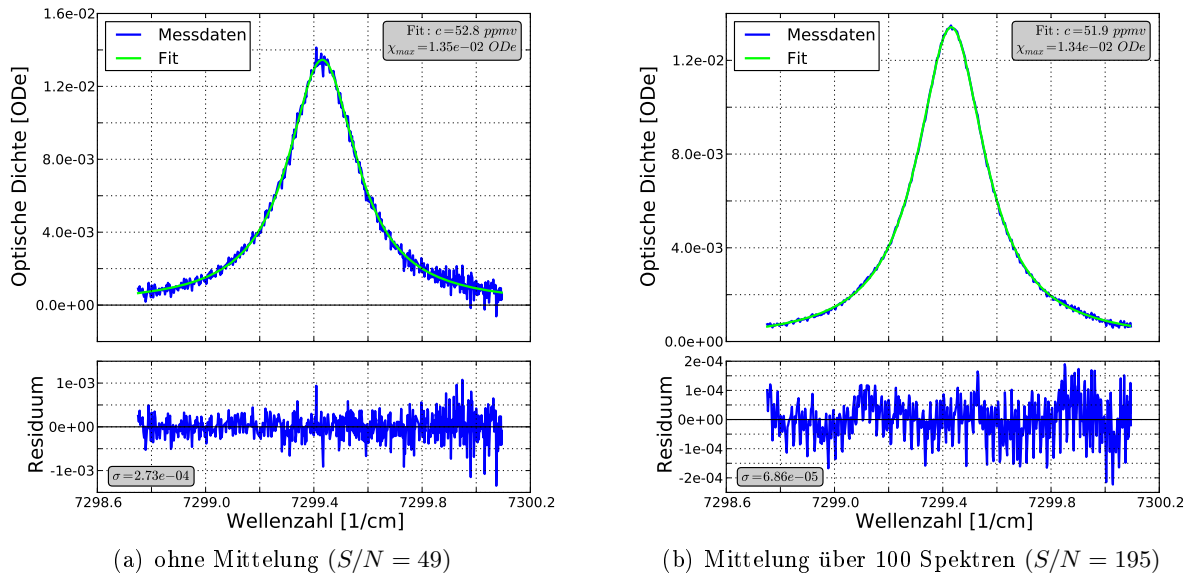 1.6e-02
1.2e-02
8.0e-03
4.0e-03
0.0e+00
Optische Dichte [ODe]
Messdaten
Fit
Fit : c=52.8 ppmv
χmax=1.35e−02 ODe
1e-03
0e+00
-1e-03
Residuum
σ=2.73e−04
7298.6
7299.0
7299.4
7299.8
7300.2
Wellenzahl [1/cm]
(a) ohne Mittelung (S/N = 49)
1.2e-02
8.0e-03
4.0e-03
0.0e+00
Optische Dichte [ODe]
Messdaten
Fit
Fit : c=51.9 ppmv
χmax=1.34e−02 ODe
2e-04
1e-04
0e+00
-1e-04
-2e-04
Residuum
σ=6.86e−05
7298.6
7299.0
7299.4
7299.8
7300.2
Wellenzahl [1/cm]
(b) Mittelung über 100 Spektren (S/N = 195)